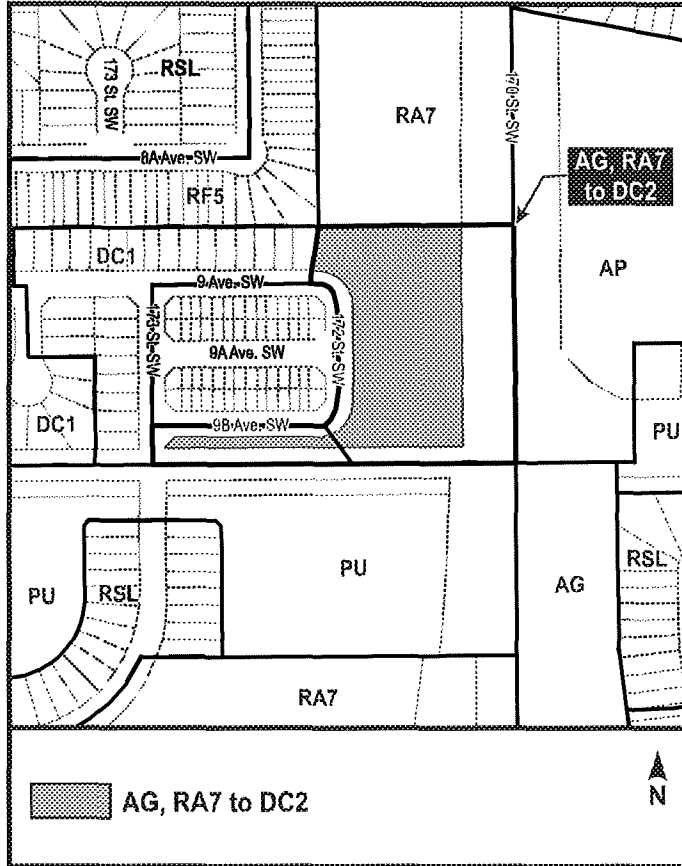 173 St. SW
RSL
RA7
170 St. SW
8A Ave. SW
AG, RA7
to DC2
RF5
DC1
AP
9 Ave. SW
173 St. SW
9A Ave. SW
172 St. SW
DC1
9B Ave. SW
PU
PU
RSL
PU
AG
RSL
RA7
AG, RA7 to DC2
N